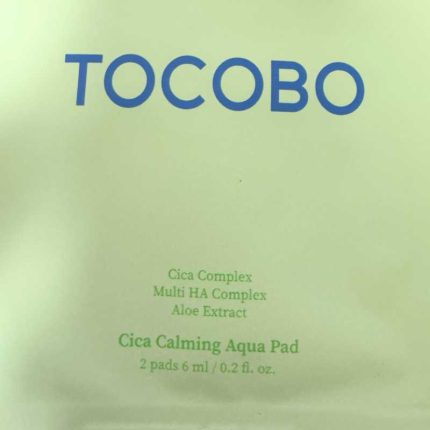 TOCOBO
Cica Complex
Multi HA Complex
Aloe Extract
Cica Calming Aqua Pad
2 pads 6 ml / 0.2 fl. oz.